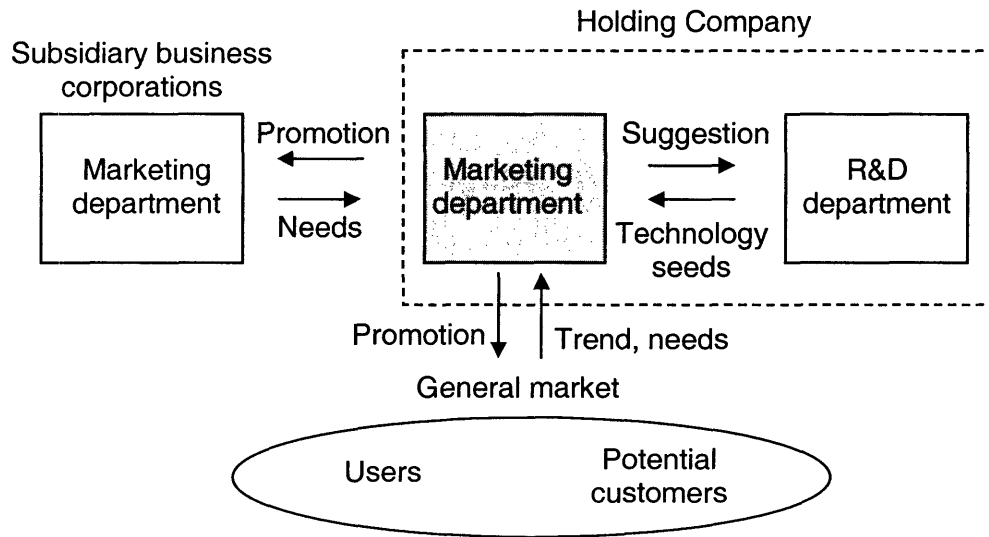 Holding Company
Subsidiary business
corporations
Marketing
department
Promotion
Needs
Marketing
department
Suggestion
Technology
seeds
R&D
department
Promotion
Trend, needs
General market
Users
Potential
customers